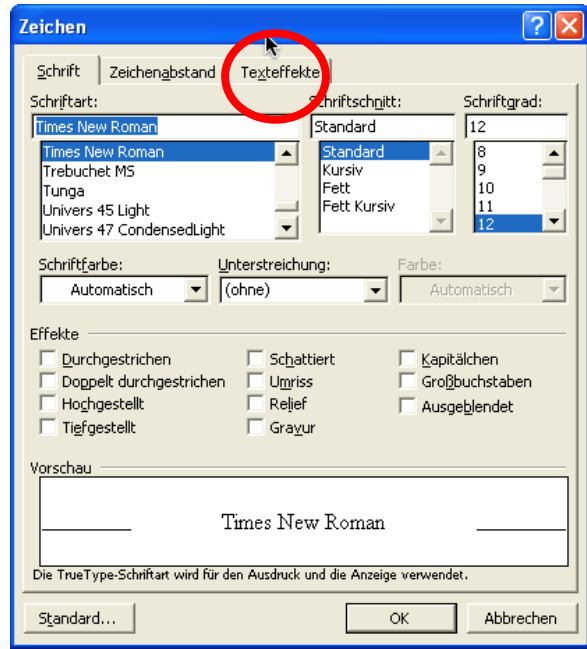 Zeichen
Schrift Zeichenabstand Texteffekte
Schriftart: Schriftschnitt: Schriftgrad:
Times New Roman Standard 12
Times New Roman Standard 8
Trebuchet MS Kursiv 9
Tunga Fett 10
Univers 45 Light Fett Kursiv 11
Univers 47 CondensedLight 12
Schriftfarbe: Unterstreichung: Farbe:
Automatisch (ohne) Automatisch
Effekte
Durchgestrichen Schattiert Kapitälchen
Doppelt durchgestrichen Umriss Großbuchstaben
Hochgestellt Relief Ausgeblendet
Tiefgestellt Gravur
Vorschau
Times New Roman
Die TrueType-Schriftart wird für den Ausdruck und die Anzeige verwendet.
Standard... OK Abbrechen